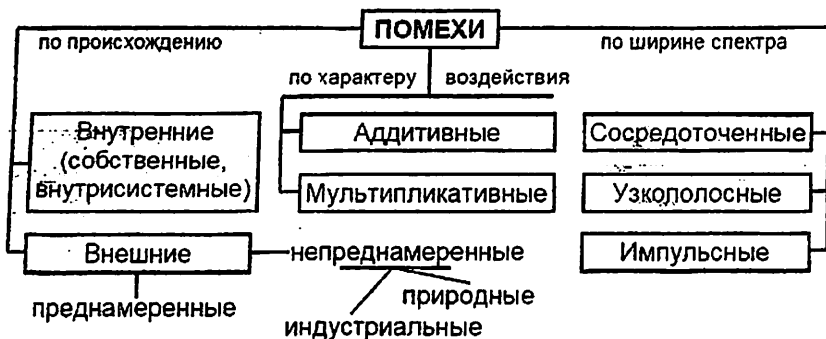 ПОМЕХИ
по происхождению
по ширине спектра
по характеру воздействия
Внутренние
(собственные,
внутрисистемные)
Аддитивные
Сосредоточенные
Мультипликативные
Узкополосные
Внешние
непреднамеренные
Импульсные
преднамеренные
природные
индустриальные